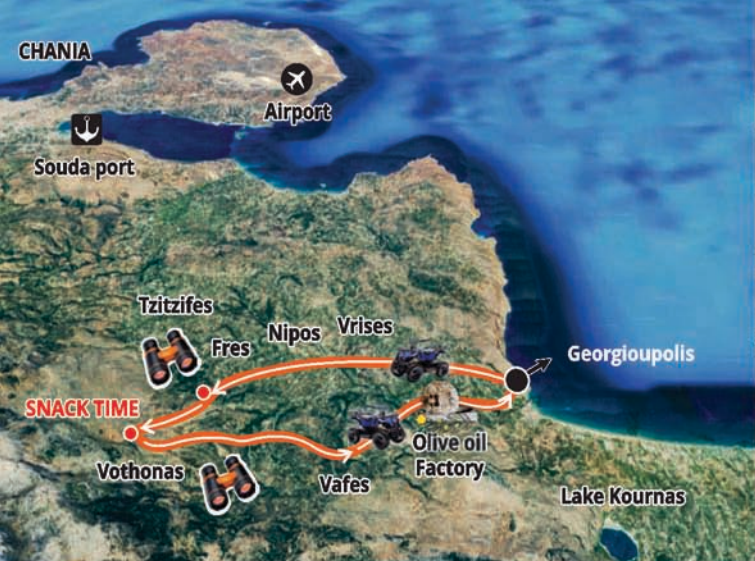 CHANIA
Airport
Souda port
Tzitzifes
Fres
Nipos
Vrises
Georgioupolis
SNACK TIME
Vothonas
Vafes
Olive oil
Factory
Lake Kournas